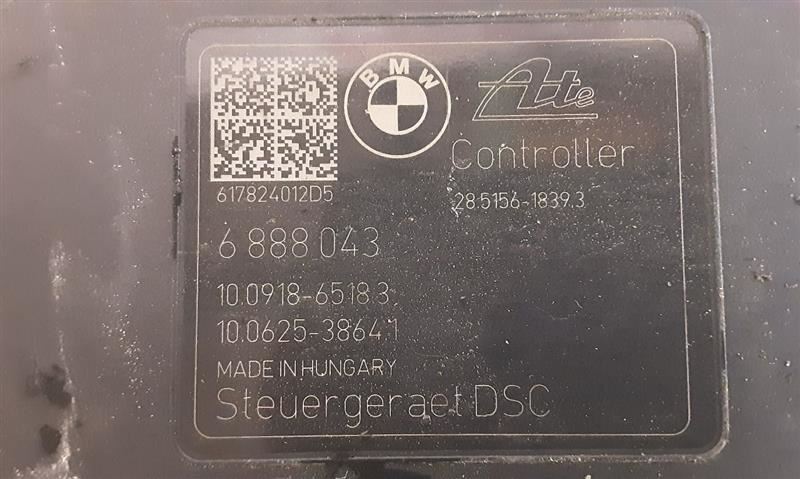 BMW
Ate
Controller
617824012D5
28.5156-1839.3
6 888 043
10.0918-6518.3
10.0625-3864.1
MADE IN HUNGARY
Steuergeraet DSC